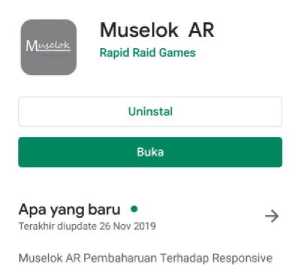 Muselok
Muselok AR
Rapid Raid Games
Uninstal
Buka
Apa yang baru
Terakhir diupdate 26 Nov 2019
Muselok AR Pembaharuan Terhadap Responsive